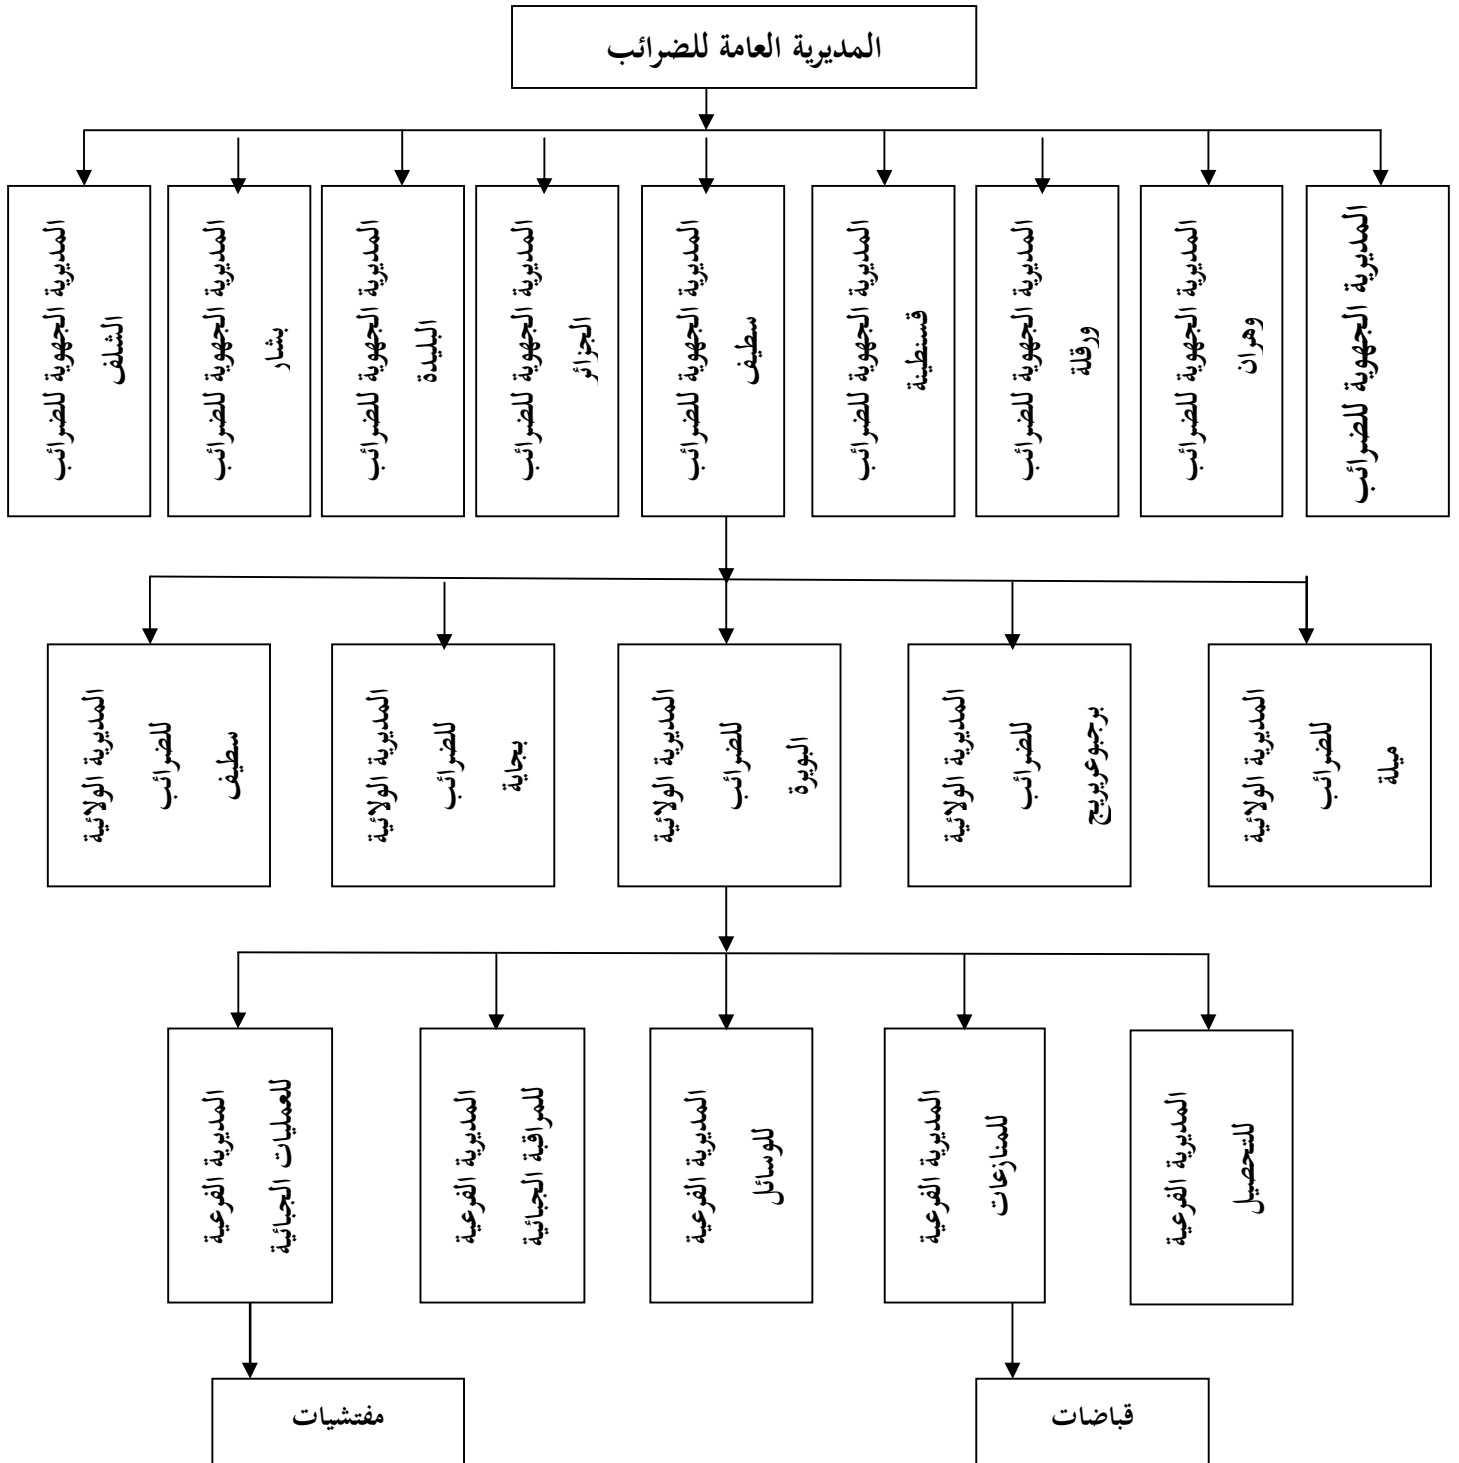 المديرية العامة للضرائب
المديرية الجهوية للضرائب
المديرية الجهوية للضرائب
وهران
المديرية الجهوية للضرائب
ورقلة
المديرية الجهوية للضرائب
قسنطينة
المديرية الجهوية للضرائب
سطيف
المديرية الجهوية للضرائب
الجزائر
المديرية الجهوية للضرائب
البليدة
المديرية الجهوية للضرائب
بشار
المديرية الجهوية للضرائب
الشلف
المديرية الولائية
للضرائب
ميلة
المديرية الولائية
للضرائب
برجبوعريريج
المديرية الولائية
للضرائب
البويرة
المديرية الولائية
للضرائب
بجاية
المديرية الولائية
للضرائب
سطيف
المديرية الفرعية
للتحصيل
المديرية الفرعية
للمنازعات
المديرية الفرعية
للوسائل
المديرية الفرعية
للمراقبة الجبائية
المديرية الفرعية
للعمليات الجبائية
قباضات
مفتشيات